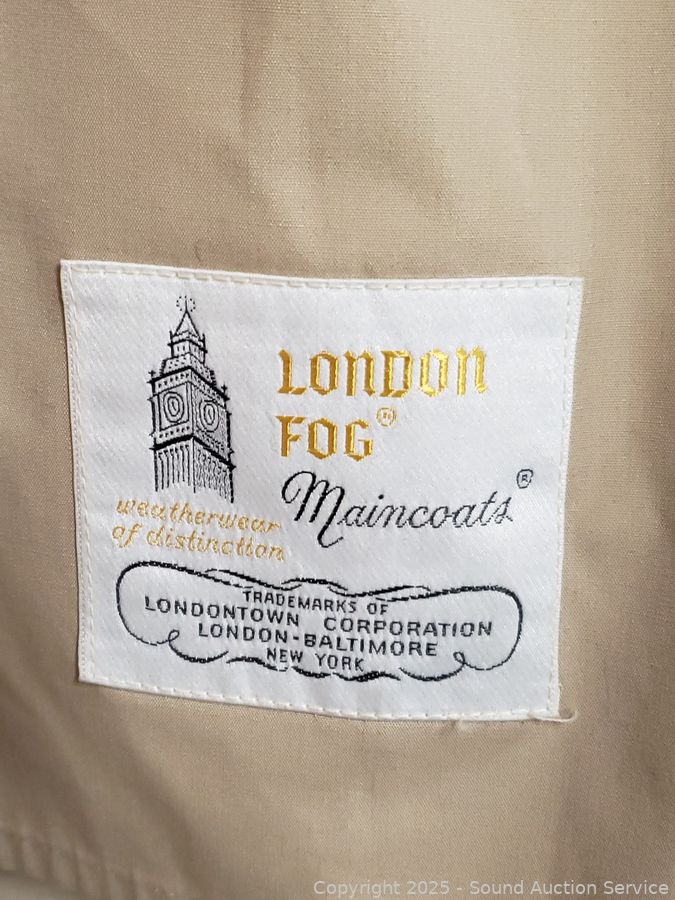 LONDON
FOG®
Maincoats®
weatherwear
of distinction
TRADEMARKS OF
LONDONTOWN CORPORATION
LONDON-BALTIMORE
NEW YORK
Copyright 2025 - Sound Auction Service